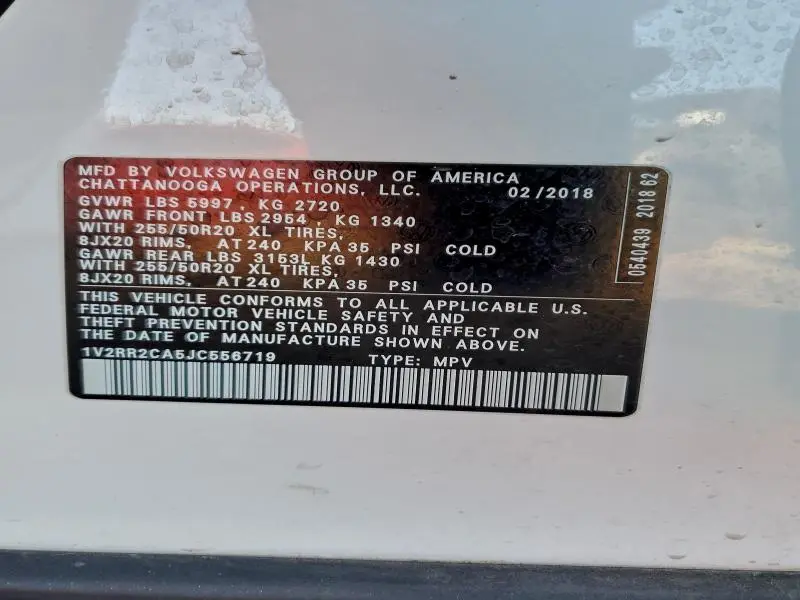 MFD BY VOLKSWAGEN GROUP OF AMERICA
CHATTANOOGA OPERATIONS, LLC. 02/2018
GVWR LBS 5997, KG 2720
GAWR FRONT LBS 2954, KG 1340
WITH 255/50R20 XL TIRES,
8JX20 RIMS, AT 240 KPA 35 PSI COLD
GAWR REAR LBS 3153L KG 1430
WITH 255/50R20 XL TIRES,
8JX20 RIMS, AT 240 KPA 35 PSI COLD
THIS VEHICLE CONFORMS TO ALL APPLICABLE U.S.
FEDERAL MOTOR VEHICLE SAFETY AND
THEFT PREVENTION STANDARDS IN EFFECT ON
THE DATE OF MANUFACTURE SHOWN ABOVE.
1V2RR2CA5JC556719 TYPE: MPV
0540439 2018 62